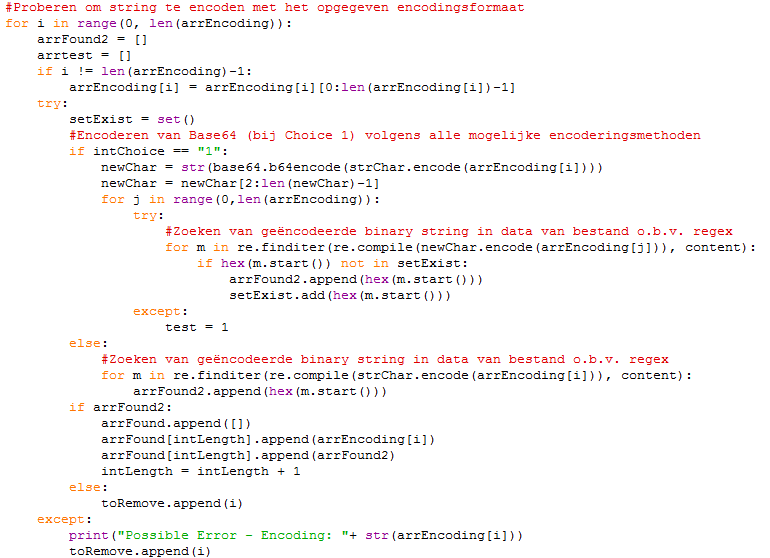 #Proberen om string te encoden met het opgegeven encodingsformaat
for i in range(0, len(arrEncoding)):
    arrFound2 = []
    arrtest = []
    if i != len(arrEncoding)-1:
        arrEncoding[i] = arrEncoding[i][0:len(arrEncoding[i])-1]
    try:
        setExist = set()
        #Encoderen van Base64 (bij Choice 1) volgens alle mogelijke encoderingsmethoden
        if intChoice == "1":
            newChar = str(base64.b64encode(strChar.encode(arrEncoding[i])))
            newChar = newChar[2:len(newChar)-1]
            for j in range(0,len(arrEncoding)):
                try:
                    #Zoeken van geëncodeerde binary string in data van bestand o.b.v. regex
                    for m in re.finditer(re.compile(newChar.encode(arrEncoding[j])), content):
                        if hex(m.start()) not in setExist:
                            arrFound2.append(hex(m.start()))
                            setExist.add(hex(m.start()))
                except:
                    test = 1
        else:
            #Zoeken van geëncodeerde binary string in data van bestand o.b.v. regex
            for m in re.finditer(re.compile(strChar.encode(arrEncoding[i])), content):
                arrFound2.append(hex(m.start()))
        if arrFound2:
            arrFound.append([])
            arrFound[intLength].append(arrEncoding[i])
            arrFound[intLength].append(arrFound2)
            intLength = intLength + 1
        else:
            toRemove.append(i)
    except:
        print("Possible Error - Encoding: "+ str(arrEncoding[i]))
        toRemove.append(i)